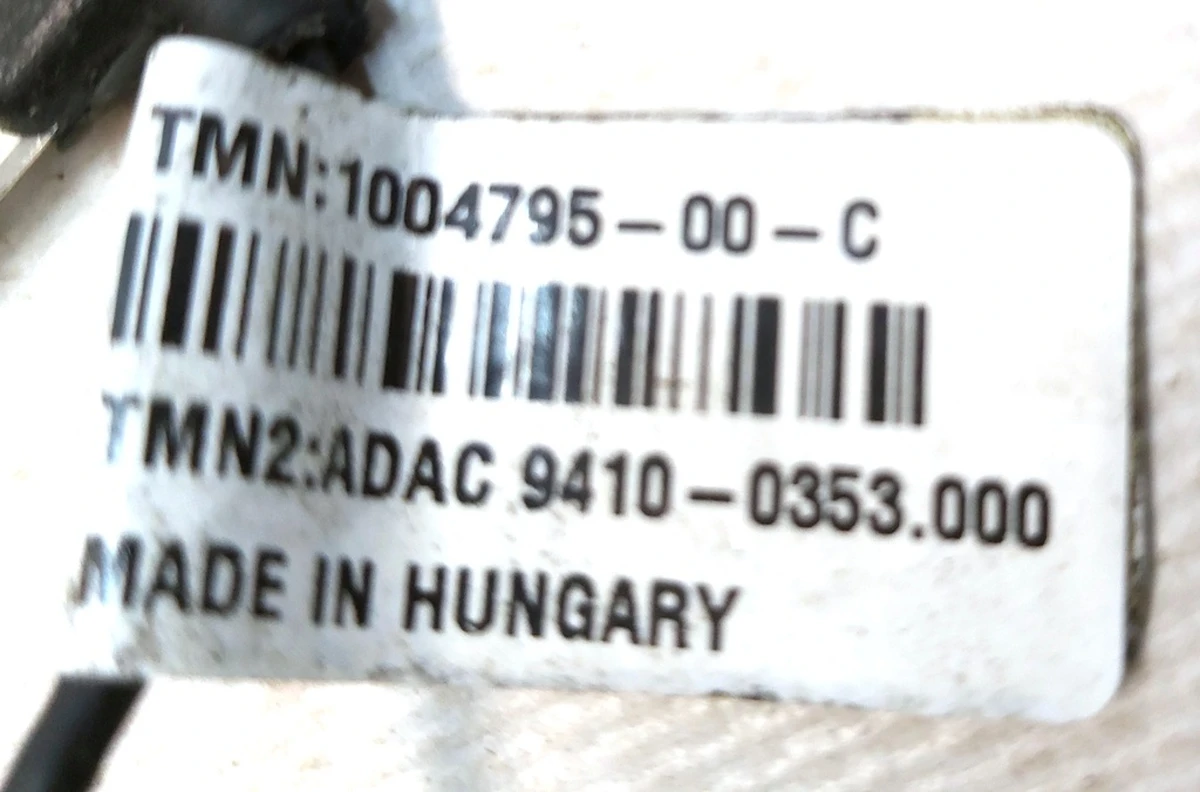 TMN:1004795-00-C
TMN2:ADAC 9410-0353.000
MADE IN HUNGARY